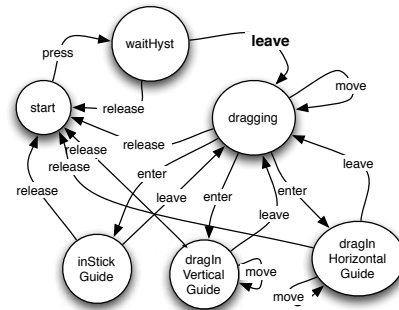 waitHyst
leave
press
move
start
release
dragging
release
release
release
release
enter
leave
leave
enter
enter
leave
inStick
Guide
dragIn
Vertical
Guide
move
dragIn
Horizontal
Guide
move